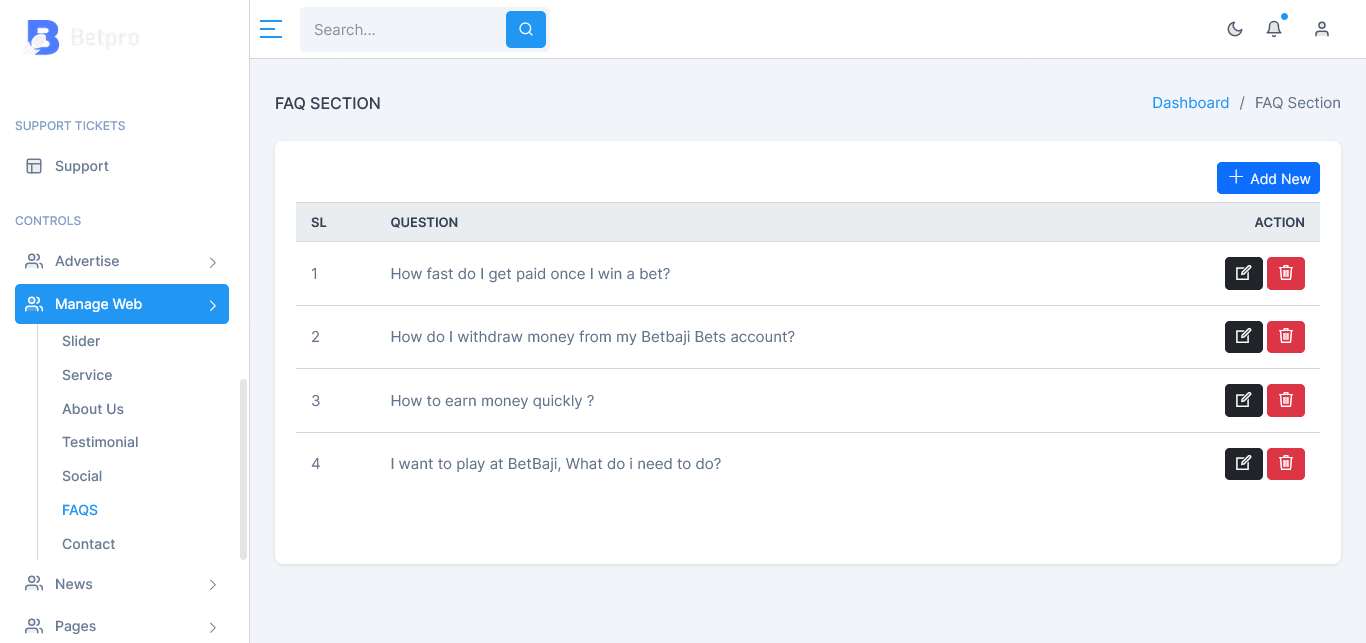 Betpro
Search...
SUPPORT TICKETS
Support
CONTROLS
Advertise
Manage Web
Slider
Service
About Us
Testimonial
Social
FAQS
Contact
News
Pages
FAQ SECTION
Dashboard / FAQ Section
Add New
SL QUESTION ACTION
1 How fast do I get paid once I win a bet?
2 How do I withdraw money from my Betbaji Bets account?
3 How to earn money quickly ?
4 I want to play at BetBaji, What do i need to do?